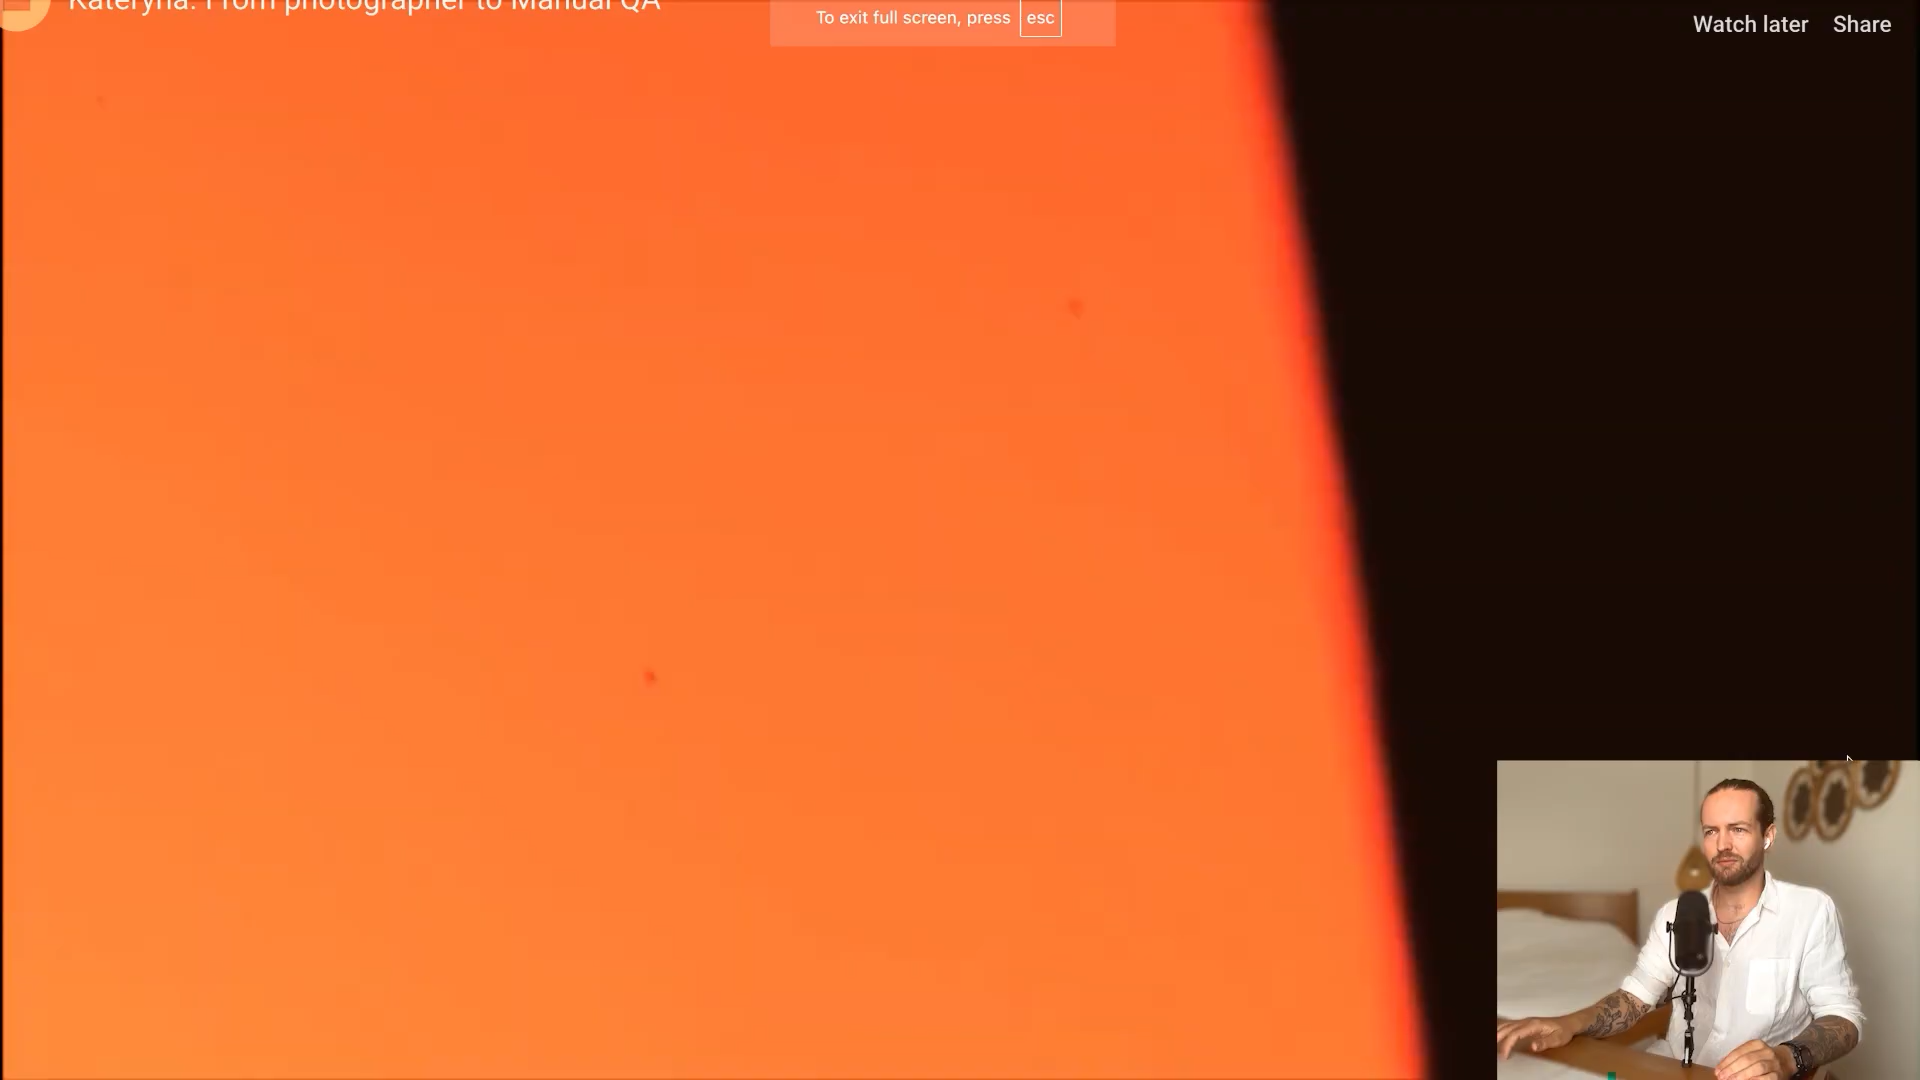 Kateryna: From photographer to Manual QA
To exit full screen, press esc
Watch later Share